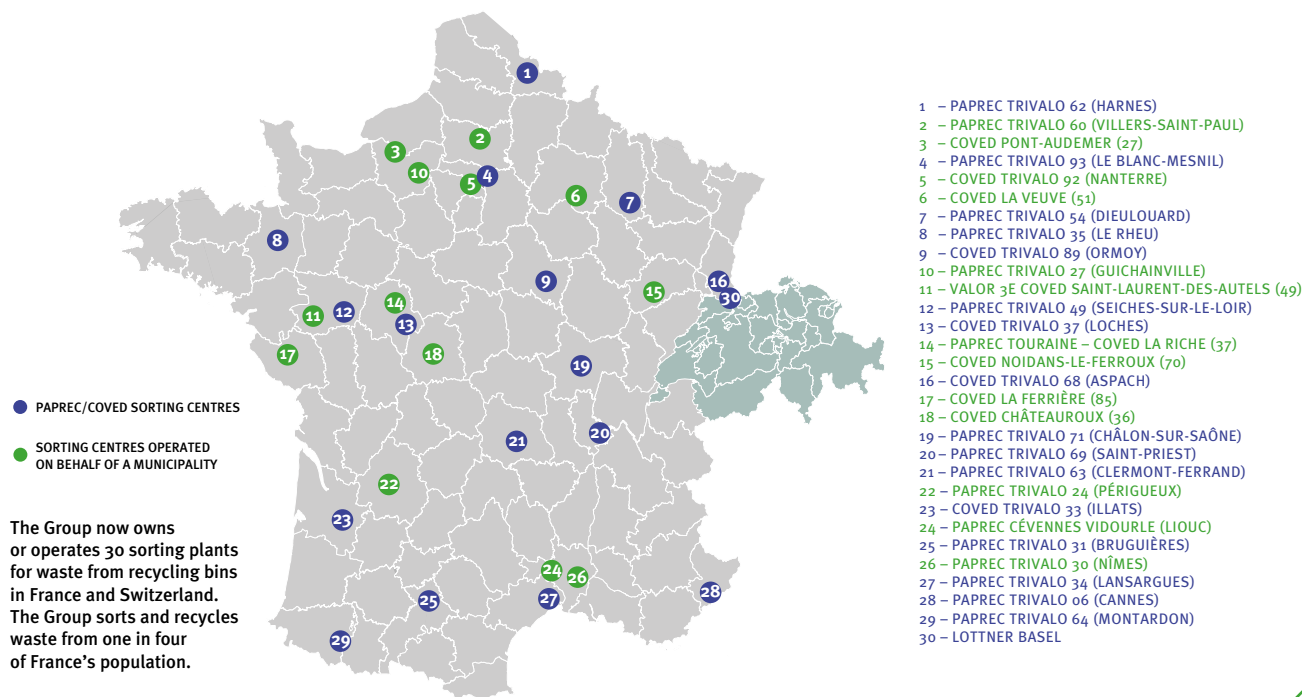 1
2
3
10
5
4
6
7
8
9
16
30
15
14
13
12
11
17
18
19
20
21
22
23
24
26
25
27
28
29
PAPREC/COVED SORTING CENTRES
SORTING CENTRES OPERATED
ON BEHALF OF A MUNICIPALITY
The Group now owns
or operates 30 sorting plants
for waste from recycling bins
in France and Switzerland.
The Group sorts and recycles
waste from one in four
of France's population.
1 – PAPREC TRIVALO 62 (HARNES)
2 – PAPREC TRIVALO 60 (VILLERS-SAINT-PAUL)
3 – COVED PONT-AUDEMER (27)
4 – PAPREC TRIVALO 93 (LE BLANC-MESNIL)
5 – COVED TRIVALO 92 (NANTERRE)
6 – COVED LA VEUVE (51)
7 – PAPREC TRIVALO 54 (DIEULOUARD)
8 – PAPREC TRIVALO 35 (LE RHEU)
9 – COVED TRIVALO 89 (ORMOY)
10 – PAPREC TRIVALO 27 (GUICHAINVILLE)
11 – VALOR 3E COVED SAINT-LAURENT-DES-AUTELS (49)
12 – PAPREC TRIVALO 49 (SEICHES-SUR-LE-LOIR)
13 – COVED TRIVALO 37 (LOCHES)
14 – PAPREC TOURAINE – COVED LA RICHE (37)
15 – COVED NOIDANS-LE-FERROUX (70)
16 – COVED TRIVALO 68 (ASPACH)
17 – COVED LA FERRIÈRE (85)
18 – COVED CHÂTEAUROUX (36)
19 – PAPREC TRIVALO 71 (CHÂLON-SUR-SAÔNE)
20 – PAPREC TRIVALO 69 (SAINT-PRIEST)
21 – PAPREC TRIVALO 63 (CLERMONT-FERRAND)
22 – PAPREC TRIVALO 24 (PÉRIGUEUX)
23 – COVED TRIVALO 33 (ILLATS)
24 – PAPREC CÉVENNES VIDOURLE (LIOUC)
25 – PAPREC TRIVALO 31 (BRUGUIÈRES)
26 – PAPREC TRIVALO 30 (NÎMES)
27 – PAPREC TRIVALO 34 (LANSARGUES)
28 – PAPREC TRIVALO 06 (CANNES)
29 – PAPREC TRIVALO 64 (MONTARDON)
30 – LOTTNER BASEL